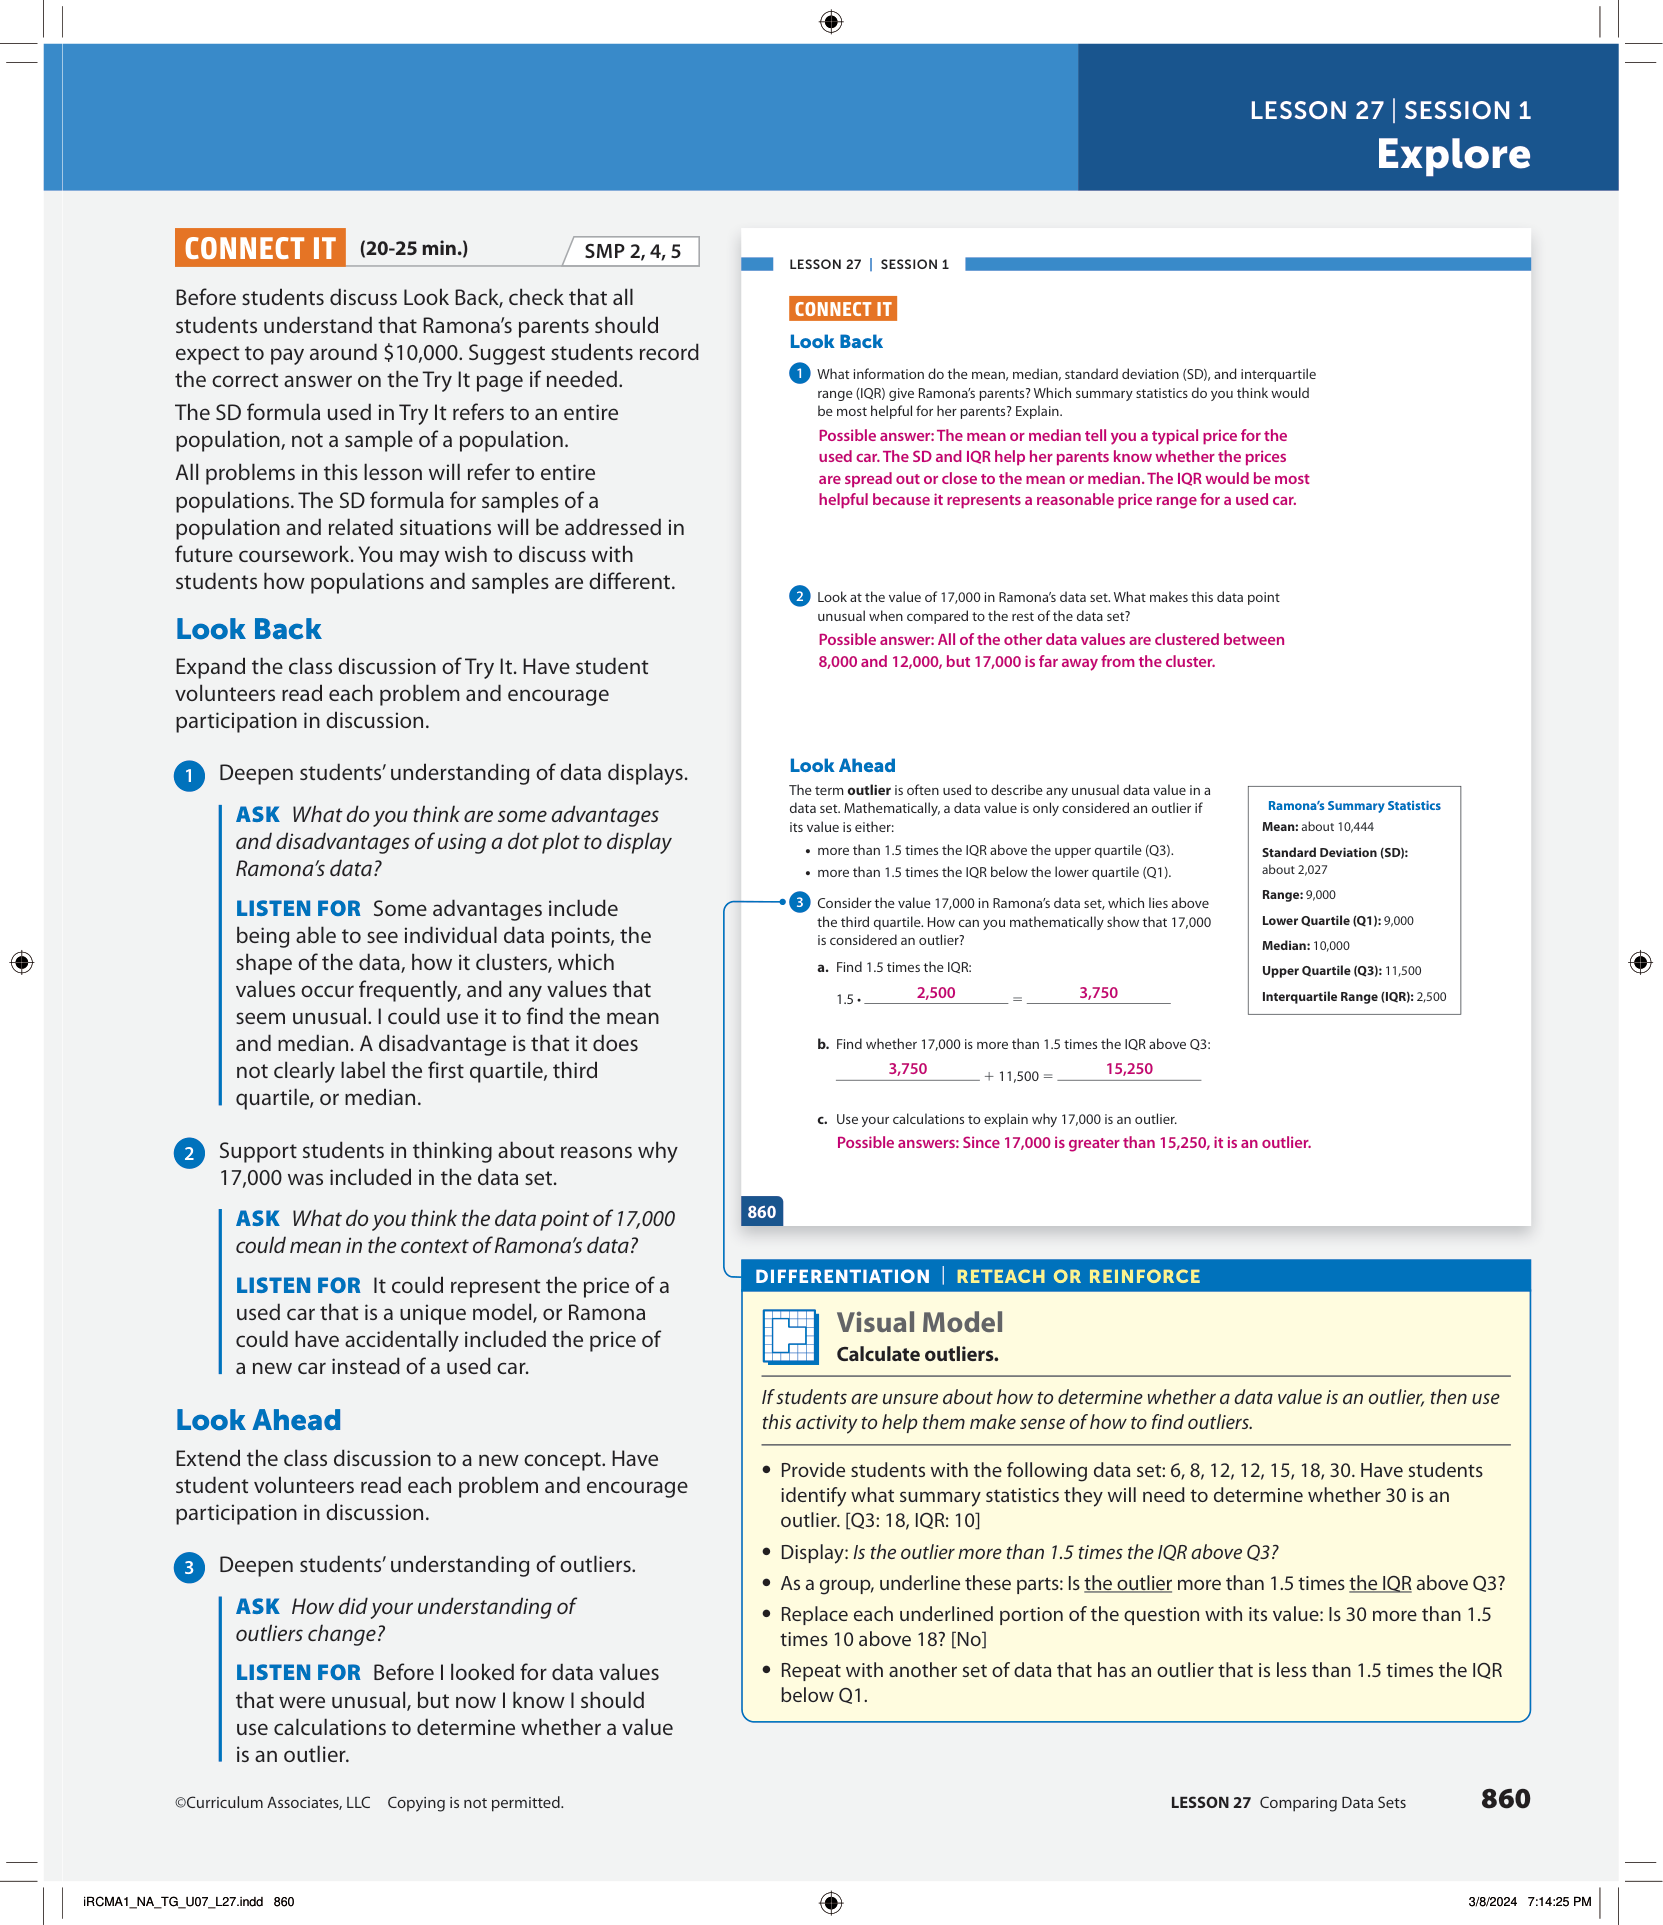 LESSON 27 | SESSION 1
Explore
CONNECT IT (20-25 min.) SMP 2, 4, 5
Before students discuss Look Back, check that all
students understand that Ramona’s parents should
expect to pay around $10,000. Suggest students record
the correct answer on the Try It page if needed.
The SD formula used in Try It refers to an entire
population, not a sample of a population.
All problems in this lesson will refer to entire
populations. The SD formula for samples of a
population and related situations will be addressed in
future coursework. You may wish to discuss with
students how populations and samples are different.
Look Back
Expand the class discussion of Try It. Have student
volunteers read each problem and encourage
participation in discussion.
1 Deepen students’ understanding of data displays.
ASK What do you think are some advantages
and disadvantages of using a dot plot to display
Ramona’s data?
LISTEN FOR Some advantages include
being able to see individual data points, the
shape of the data, how it clusters, which
values occur frequently, and any values that
seem unusual. I could use it to find the mean
and median. A disadvantage is that it does
not clearly label the first quartile, third
quartile, or median.
2 Support students in thinking about reasons why
17,000 was included in the data set.
ASK What do you think the data point of 17,000
could mean in the context of Ramona’s data?
LISTEN FOR It could represent the price of a
used car that is a unique model, or Ramona
could have accidentally included the price of
a new car instead of a used car.
Look Ahead
Extend the class discussion to a new concept. Have
student volunteers read each problem and encourage
participation in discussion.
3 Deepen students’ understanding of outliers.
ASK How did your understanding of
outliers change?
LISTEN FOR Before I looked for data values
that were unusual, but now I know I should
use calculations to determine whether a value
is an outlier.
LESSON 27 | SESSION 1
CONNECT IT
Look Back
1 What information do the mean, median, standard deviation (SD), and interquartile
range (IQR) give Ramona’s parents? Which summary statistics do you think would
be most helpful for her parents? Explain.
Possible answer: The mean or median tell you a typical price for the
used car. The SD and IQR help her parents know whether the prices
are spread out or close to the mean or median. The IQR would be most
helpful because it represents a reasonable price range for a used car.
2 Look at the value of 17,000 in Ramona’s data set. What makes this data point
unusual when compared to the rest of the data set?
Possible answer: All of the other data values are clustered between
8,000 and 12,000, but 17,000 is far away from the cluster.
Look Ahead
The term outlier is often used to describe any unusual data value in a
data set. Mathematically, a data value is only considered an outlier if
its value is either:
• more than 1.5 times the IQR above the upper quartile (Q3).
• more than 1.5 times the IQR below the lower quartile (Q1).
3 Consider the value 17,000 in Ramona’s data set, which lies above
the third quartile. How can you mathematically show that 17,000
is considered an outlier?
a. Find 1.5 times the IQR:
1.5 • 2,500 = 3,750
b. Find whether 17,000 is more than 1.5 times the IQR above Q3:
3,750 + 11,500 = 15,250
c. Use your calculations to explain why 17,000 is an outlier.
Possible answers: Since 17,000 is greater than 15,250, it is an outlier.
Ramona’s Summary Statistics
Mean: about 10,444
Standard Deviation (SD):
about 2,027
Range: 9,000
Lower Quartile (Q1): 9,000
Median: 10,000
Upper Quartile (Q3): 11,500
Interquartile Range (IQR): 2,500
860
DIFFERENTIATION | RETEACH OR REINFORCE
Visual Model
Calculate outliers.
If students are unsure about how to determine whether a data value is an outlier, then use
this activity to help them make sense of how to find outliers.
• Provide students with the following data set: 6, 8, 12, 12, 15, 18, 30. Have students
identify what summary statistics they will need to determine whether 30 is an
outlier. [Q3: 18, IQR: 10]
• Display: Is the outlier more than 1.5 times the IQR above Q3?
• As a group, underline these parts: Is the outlier more than 1.5 times the IQR above Q3?
• Replace each underlined portion of the question with its value: Is 30 more than 1.5
times 10 above 18? [No]
• Repeat with another set of data that has an outlier that is less than 1.5 times the IQR
below Q1.
©Curriculum Associates, LLC Copying is not permitted.
LESSON 27 Comparing Data Sets 860
iRCMA1_NA_TG_U07_L27.indd 860
3/8/2024 7:14:25 PM